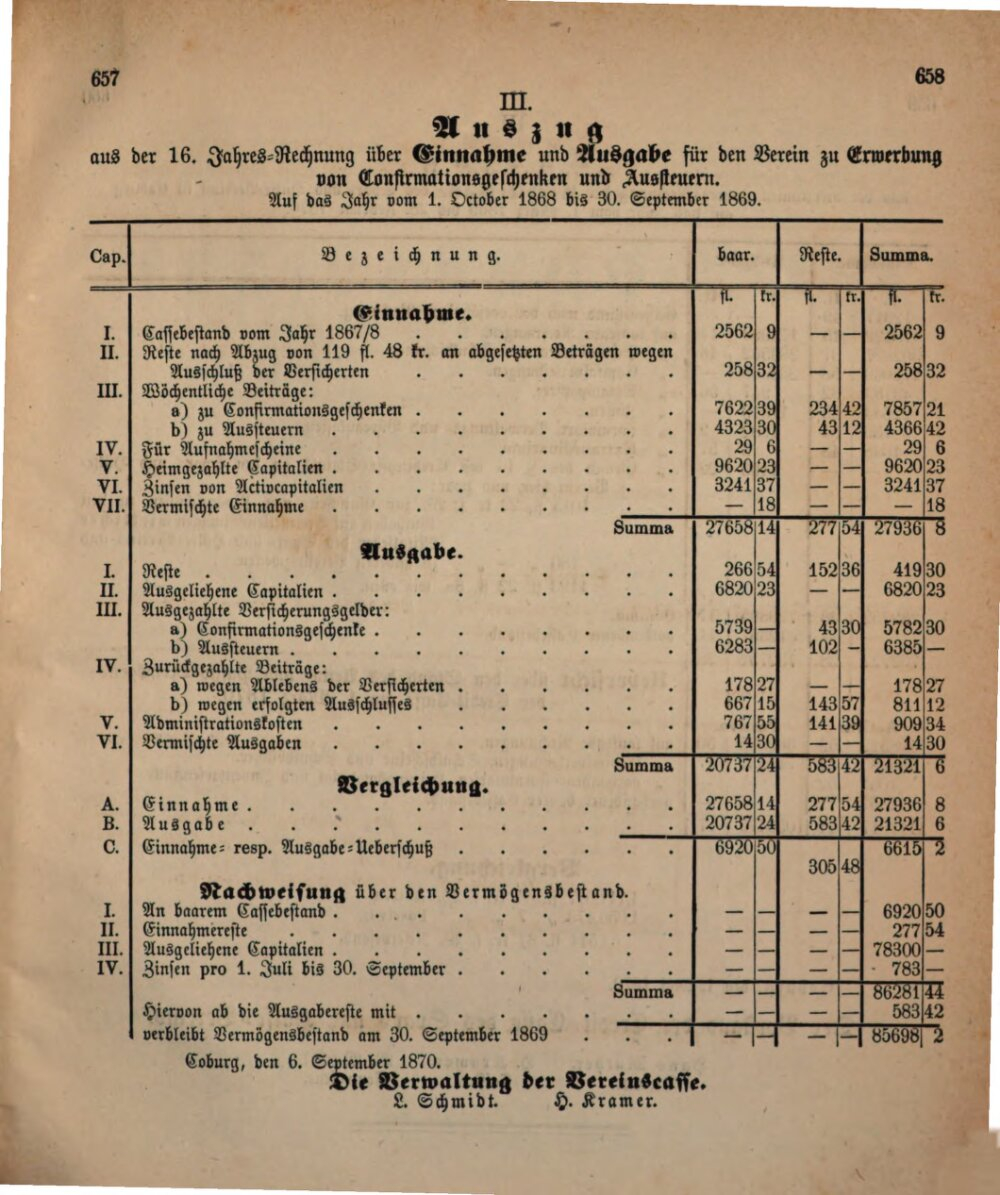 657 658
III.
Auszug
aus der 16. Jahres-Rechnung über Einnahme und Ausgabe für den Verein zu Erwerbung
von Confirmationsgeschenken und Aussteuern.
Auf das Jahr vom 1. October 1868 bis 30. September 1869.
Cap. Bezeichnung. baar. Reste. Summa.
fl. kr. fl. kr. fl. kr.
Einnahme.
I. Cassebestand vom Jahr 1867/8 . . . . . . . 2562 9 — — 2562 9
II. Reste nach Abzug von 119 fl. 48 kr. an abgesetzten Beträgen wegen
Ausschluß der Versicherten . . . . . . 258 32 — — 258 32
III. Wöchentliche Beiträge:
a) zu Confirmationsgeschenken . . . . . . . 7622 39 234 42 7857 21
b) zu Aussteuern . . . . . . . . . 4323 30 43 12 4366 42
IV. Für Aufnahmescheine . . . . . . . . . 29 6 — — 29 6
V. Heimgezahlte Capitalien . . . . . . . . . 9620 23 — — 9620 23
VI. Zinsen von Activcapitalien . . . . . . . . 3241 37 — — 3241 37
VII. Vermischte Einnahme . . . . . . . . . — 18 — — — 18
Summa 27658 14 277 54 27936 8
Ausgabe.
I. Reste . . . . . . . . . . . . 266 54 152 36 419 30
II. Ausgeliehene Capitalien . . . . . . . . . 6820 23 — — 6820 23
III. Ausgezahlte Versicherungsgelder:
a) Confirmationsgeschenke . . . . . . . . 5739 — 43 30 5782 30
b) Aussteuern . . . . . . . . . . 6283 — 102 - 6385 —
IV. Zurückgezahlte Beiträge:
a) wegen Ablebens der Versicherten . . . . . . 178 27 — — 178 27
b) wegen erfolgten Ausschlusses . . . . . . 667 15 143 57 811 12
V. Administrationskosten . . . . . . . . . 767 55 141 39 909 34
VI. Vermischte Ausgaben . . . . . . . . . 14 30 — — 14 30
Summa 20737 24 583 42 21321 6
Vergleichung.
A. Einnahme . . . . . . . . . . . 27658 14 277 54 27936 8
B. Ausgabe . . . . . . . . . . . 20737 24 583 42 21321 6
C. Einnahme- resp. Ausgabe-Ueberschuß . . . . . . 6920 50 6615 2
305 48
Nachweisung über den Vermögensbestand.
I. An baarem Cassebestand . . . . . . . . . — — — — 6920 50
II. Einnahmereste . . . . . . . . . . — — — — 277 54
III. Ausgeliehene Capitalien . . . . . . . . . — — — — 78300 —
IV. Zinsen pro 1. Juli bis 30. September . . . . . . — — — — 783 —
Summa — — — — 86281 44
Hiervon ab die Ausgabereste mit . . . . . . . — — — — 583 42
verbleibt Vermögensbestand am 30. September 1869 . . . — — — — 85698 2
Coburg, den 6. September 1870.
Die Verwaltung der Vereinscasse.
L. Schmidt. H. Kramer.